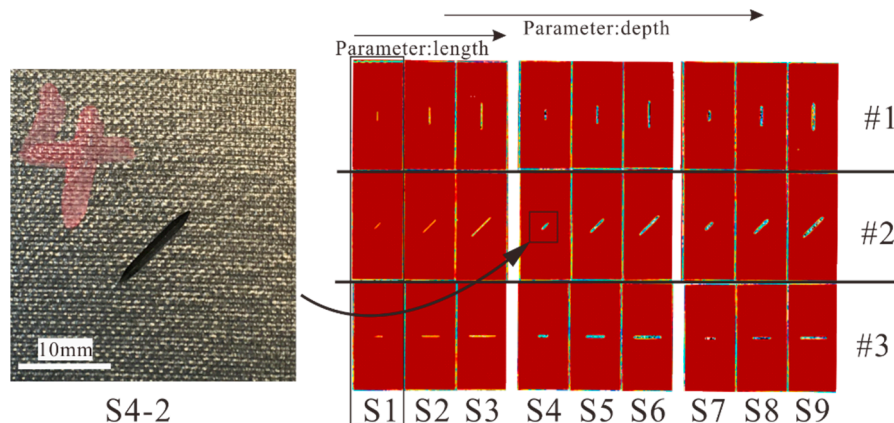 Parameter:depth
Parameter:length
4
#1
#2
10mm
#3
S4-2
S1 S2 S3 S4 S5 S6 S7 S8 S9